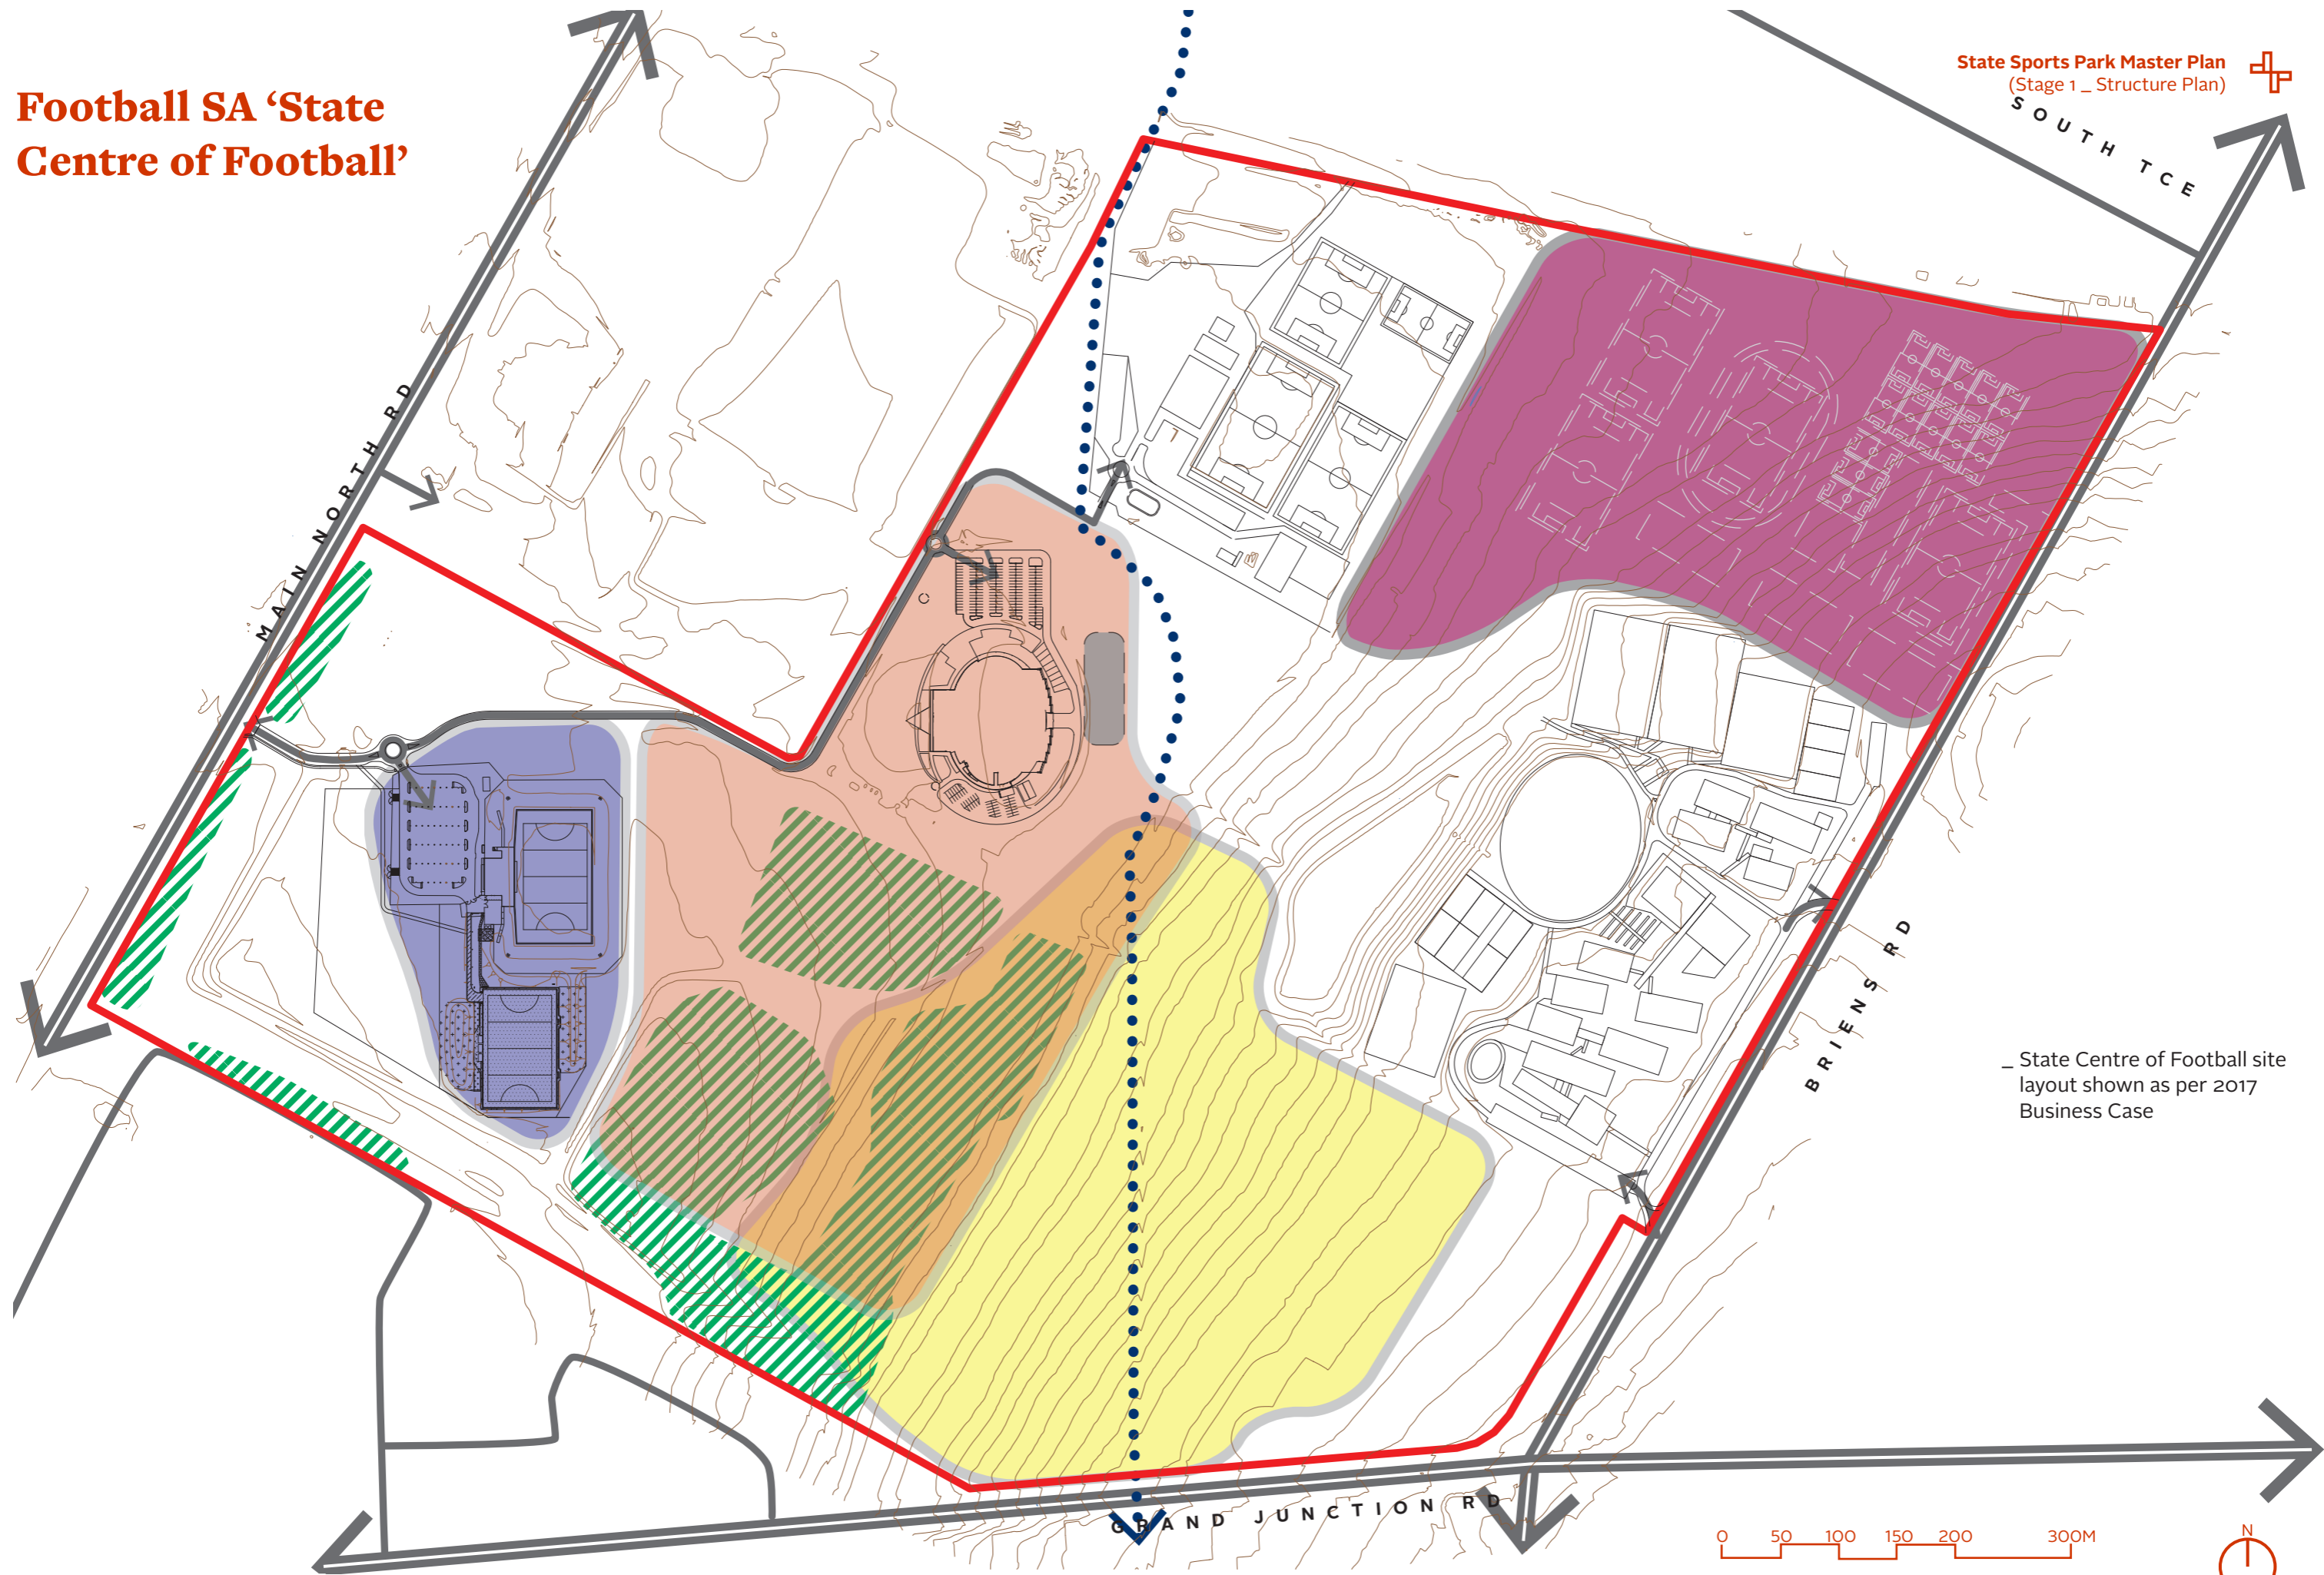 Football SA ‘State
Centre of Football’
State Sports Park Master Plan
(Stage 1 _ Structure Plan)
SOUTH TCE
MAIN NORTH RD
BRIENS RD
_ State Centre of Football site
layout shown as per 2017
Business Case
GRAND JUNCTION RD
0 50 100 150 200 300M
N